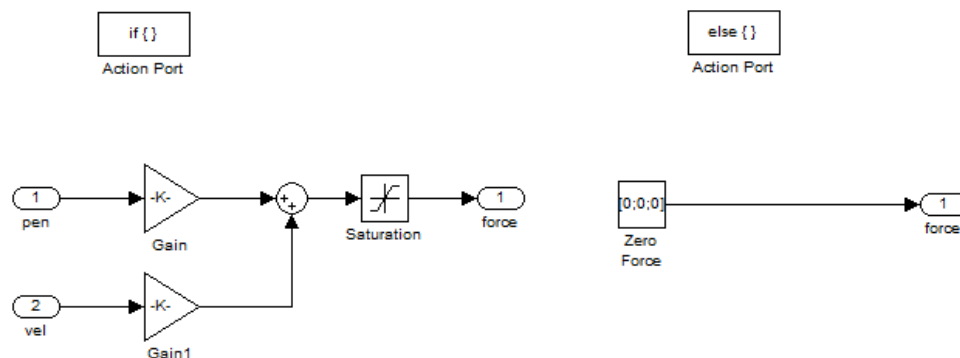 if { }
Action Port
else { }
Action Port
1
pen
-K-
Gain
+
+
Saturation
1
force
2
vel
-K-
Gain1
[0;0;0]
Zero
Force
1
force